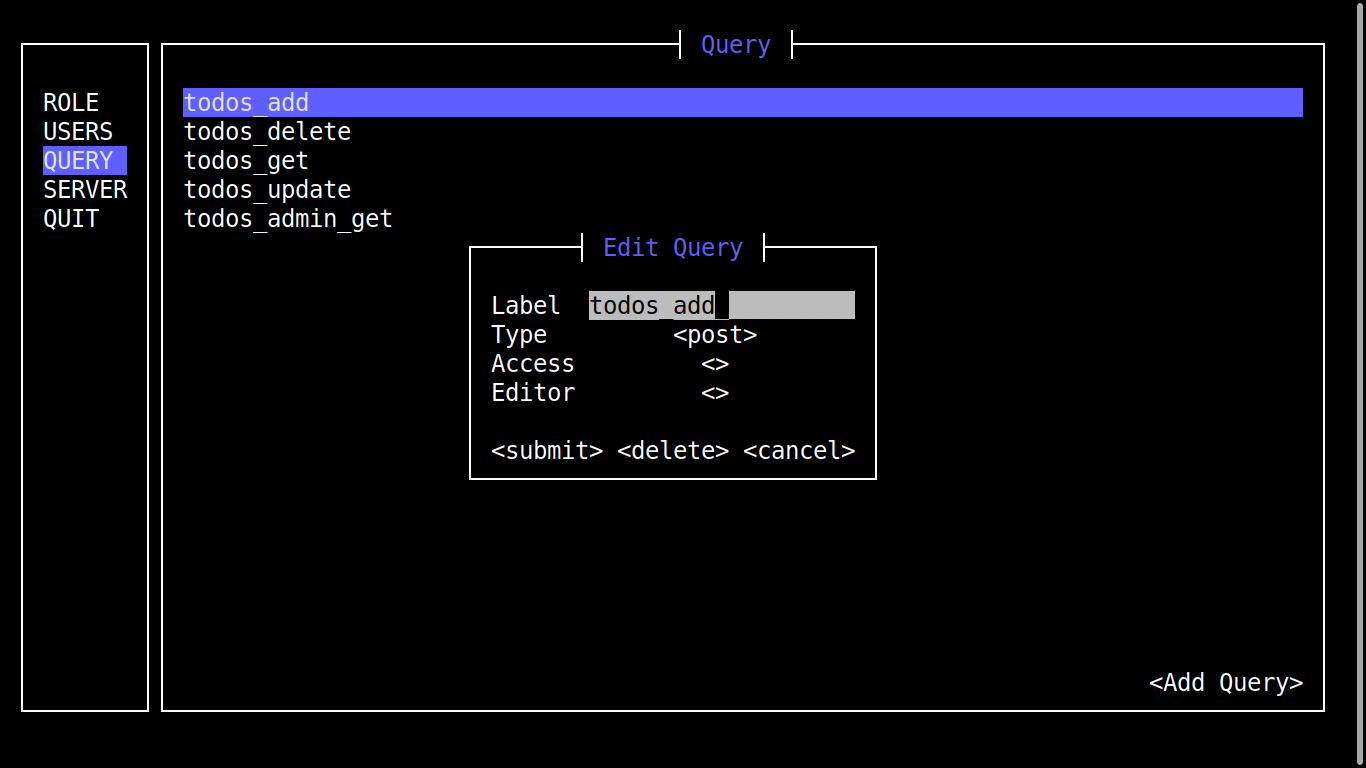 Query
ROLE
USERS
QUERY
SERVER
QUIT
todos_add
todos_delete
todos_get
todos_update
todos_admin_get
Edit Query
Label todos_add
Type <post>
Access <>
Editor <>
<submit> <delete> <cancel>
<Add Query>